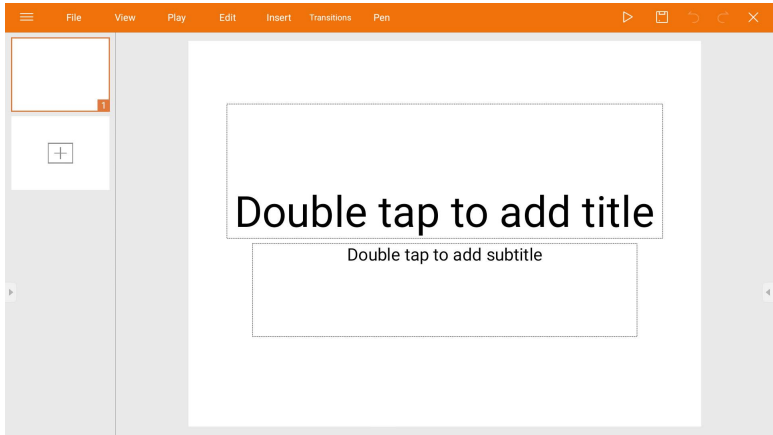 File View Play Edit Insert Transitions Pen
1
Double tap to add title
Double tap to add subtitle